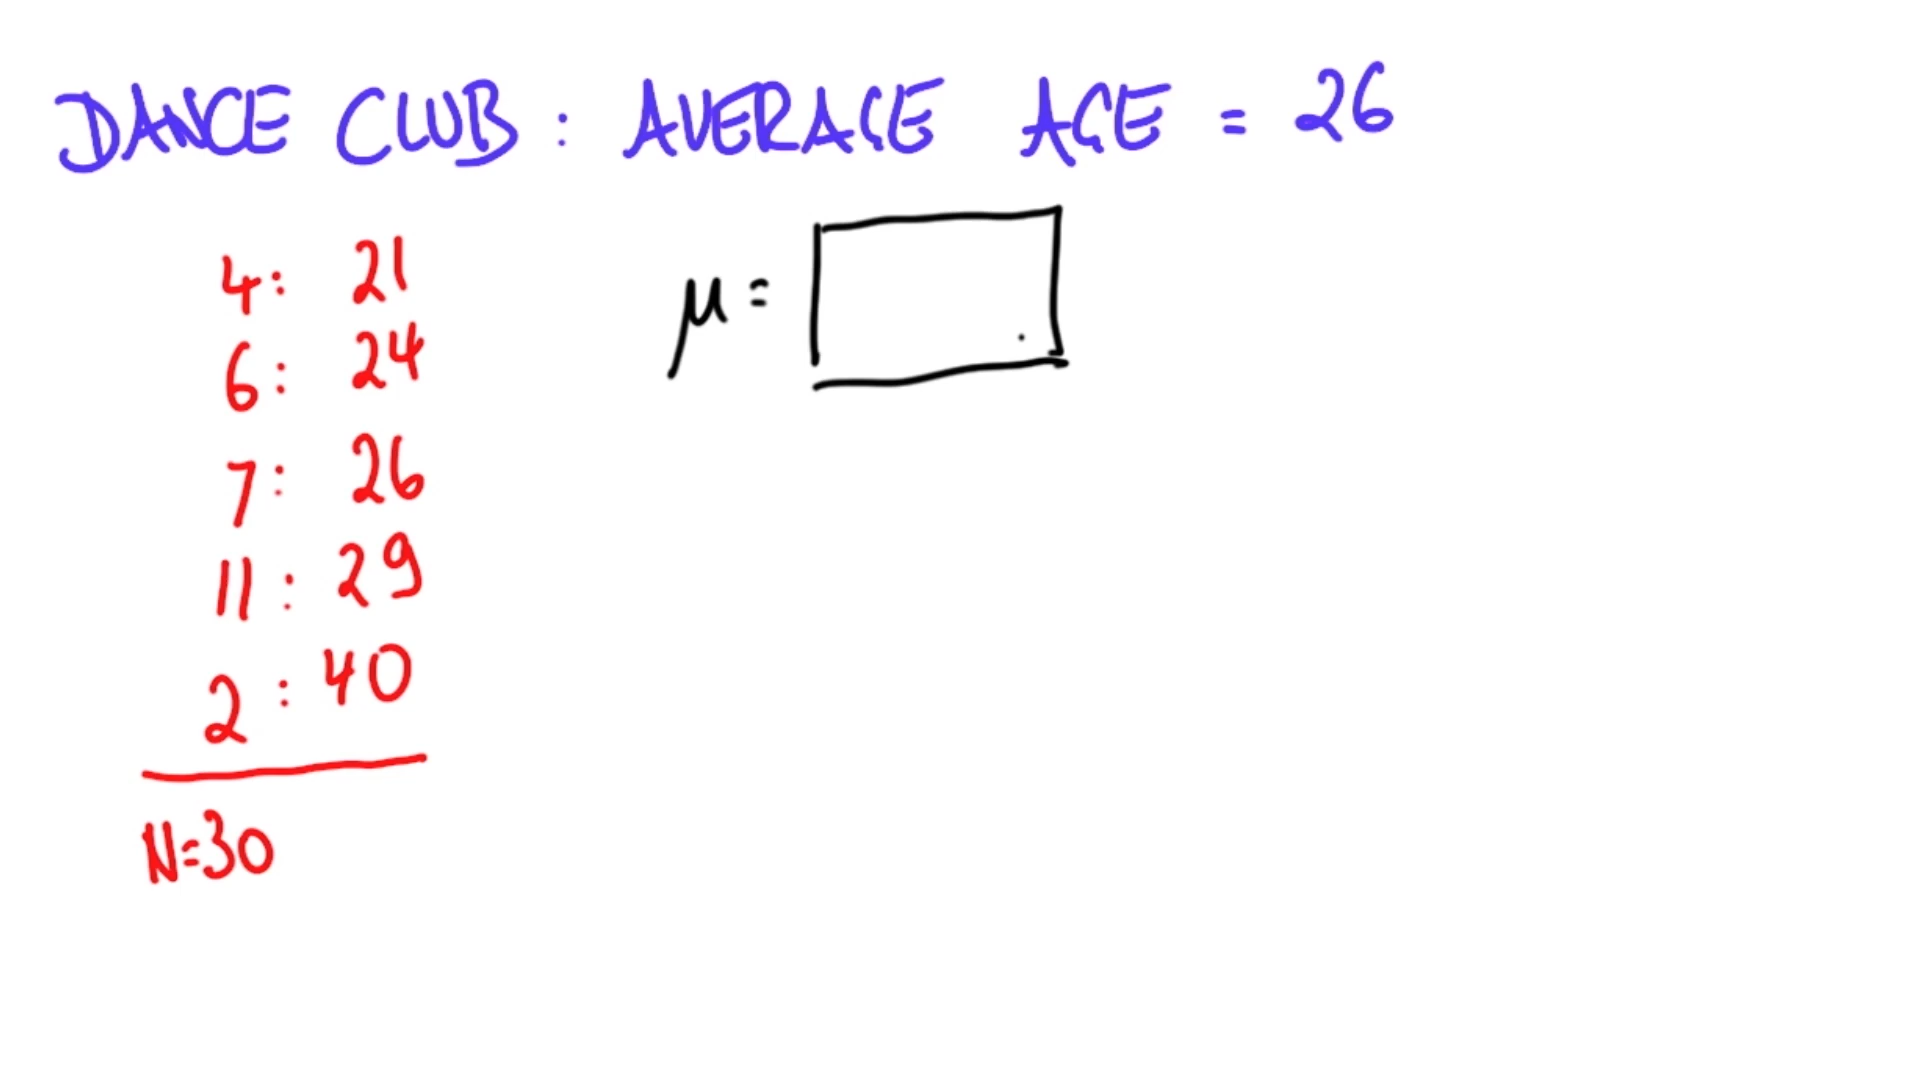 DANCE CLUB : AVERAGE AGE = 26
4: 21
μ =
6: 24
7: 26
11: 29
2: 40
N=30